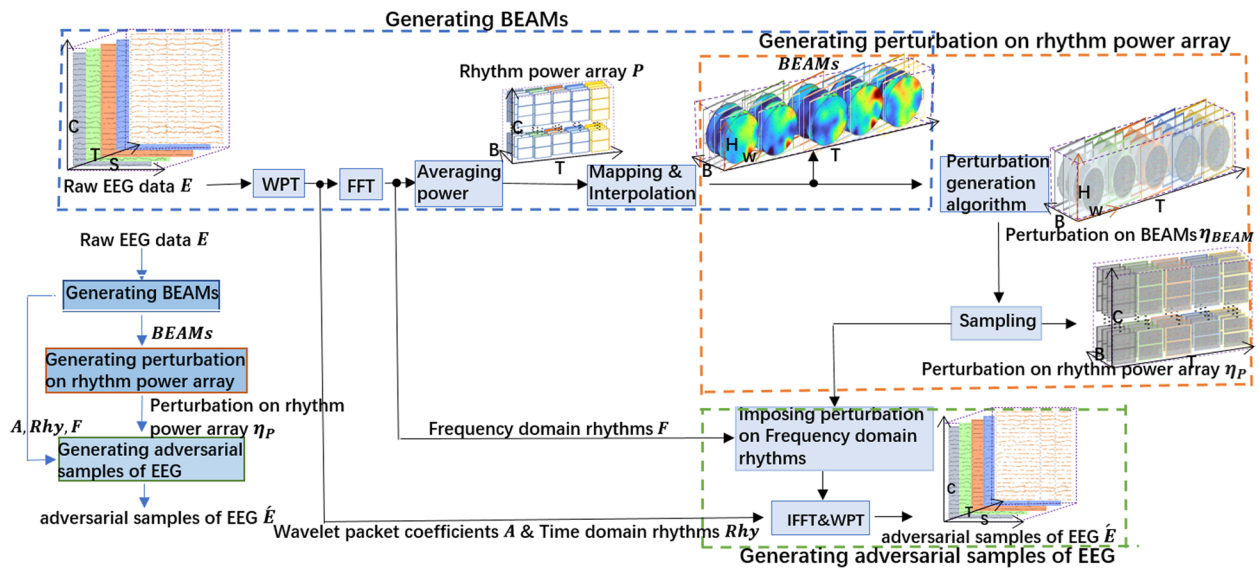 Generating BEAMs
Generating perturbation on rhythm power array
BEAMs
Rhythm power array P
C
T
S
C
B
T
H
W
B
T
Raw EEG data E
WPT
FFT
Averaging
power
Mapping &
Interpolation
Perturbation
generation
algorithm
H
W
B
T
Perturbation on BEAMs η_BEAM
Raw EEG data E
Generating BEAMs
BEAMs
Generating perturbation
on rhythm power array
Perturbation on rhythm
power array η_P
A, Rhy, F
Generating adversarial
samples of EEG
adversarial samples of EEG É
Sampling
C
B
T
Perturbation on rhythm power array η_P
Frequency domain rhythms F
Imposing perturbation
on Frequency domain
rhythms
Wavelet packet coefficients A & Time domain rhythms Rhy
IFFT&WPT
C
T
S
adversarial samples of EEG É
Generating adversarial samples of EEG